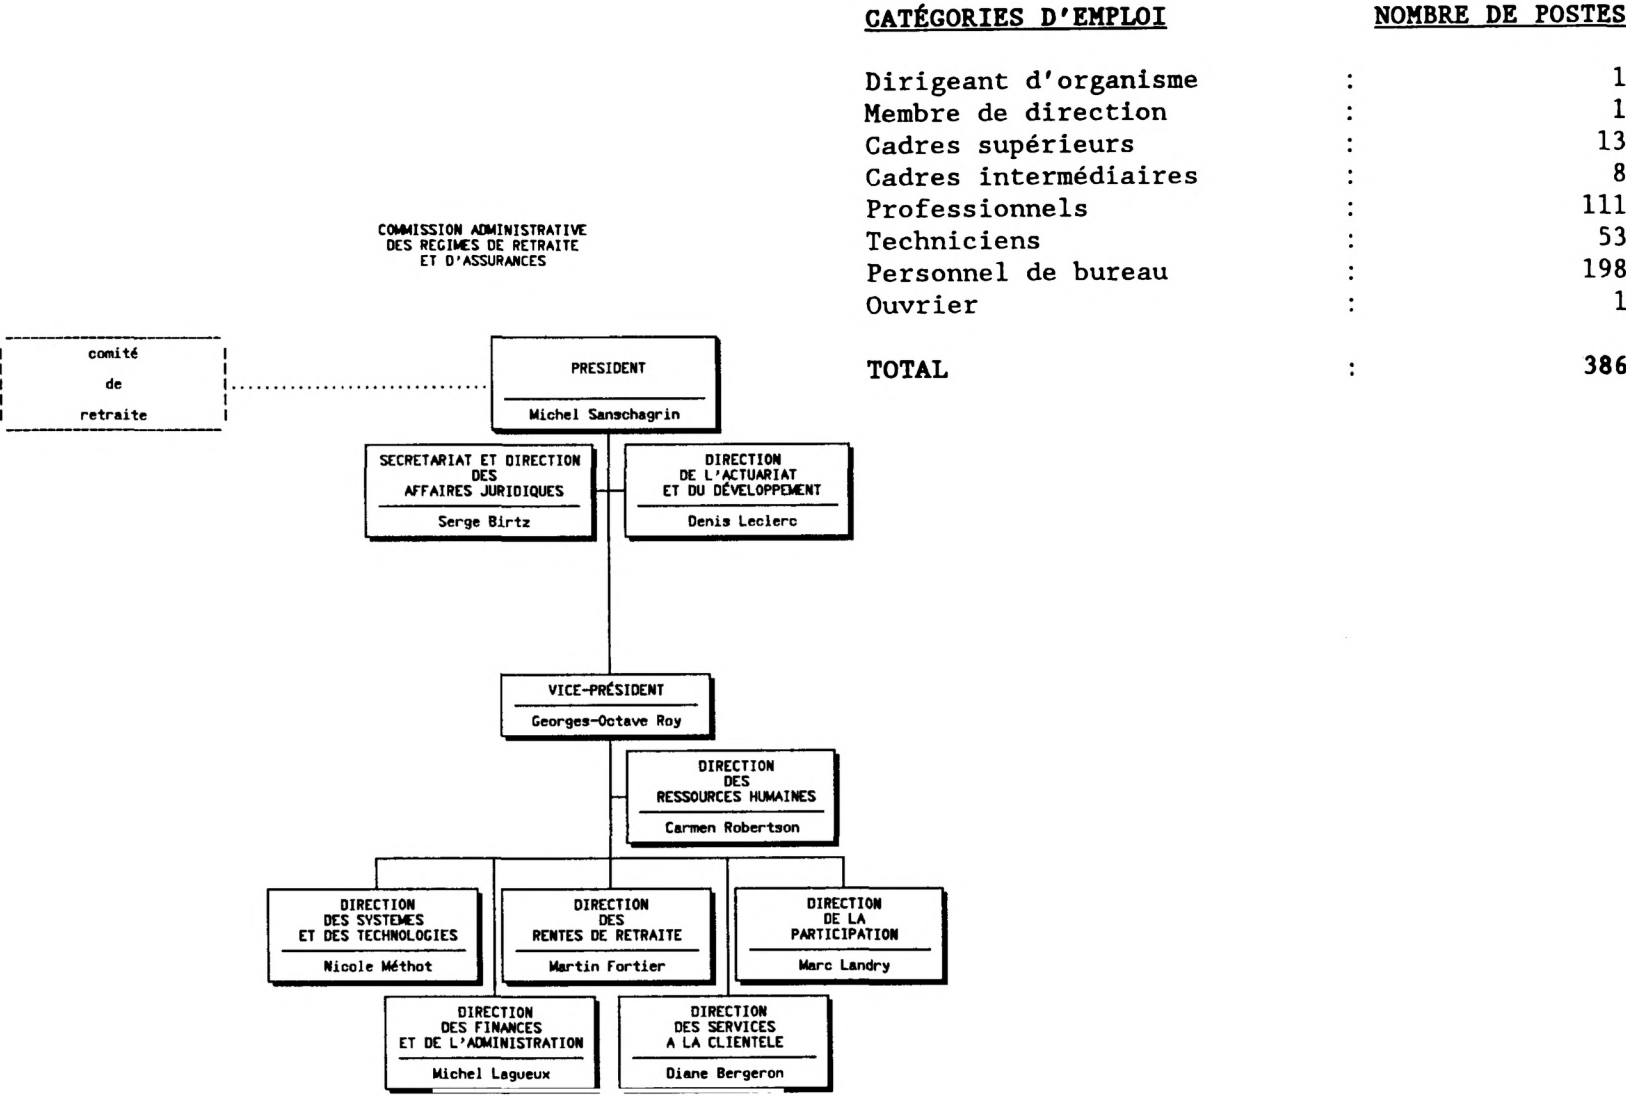 CATÉGORIES D'EMPLOI NOMBRE DE POSTES
Dirigeant d'organisme : 1
Membre de direction : 1
Cadres supérieurs : 13
Cadres intermédiaires : 8
Professionnels : 111
Techniciens : 53
Personnel de bureau : 198
Ouvrier : 1
TOTAL : 386
COMMISSION ADMINISTRATIVE
DES REGIMES DE RETRAITE
ET D'ASSURANCES
comité
de
retraite
PRESIDENT
Michel Sanschagrin
SECRETARIAT ET DIRECTION
DES
AFFAIRES JURIDIQUES
Serge Birtz
DIRECTION
DE L'ACTUARIAT
ET DU DÉVELOPPEMENT
Denis Leclerc
VICE-PRÉSIDENT
Georges-Octave Roy
DIRECTION
DES
RESSOURCES HUMAINES
Carmen Robertson
DIRECTION
DES SYSTEMES
ET DES TECHNOLOGIES
Nicole Méthot
DIRECTION
DES
RENTES DE RETRAITE
Martin Fortier
DIRECTION
DE LA
PARTICIPATION
Marc Landry
DIRECTION
DES FINANCES
ET DE L'ADMINISTRATION
Michel Lagueux
DIRECTION
DES SERVICES
A LA CLIENTELE
Diane Bergeron